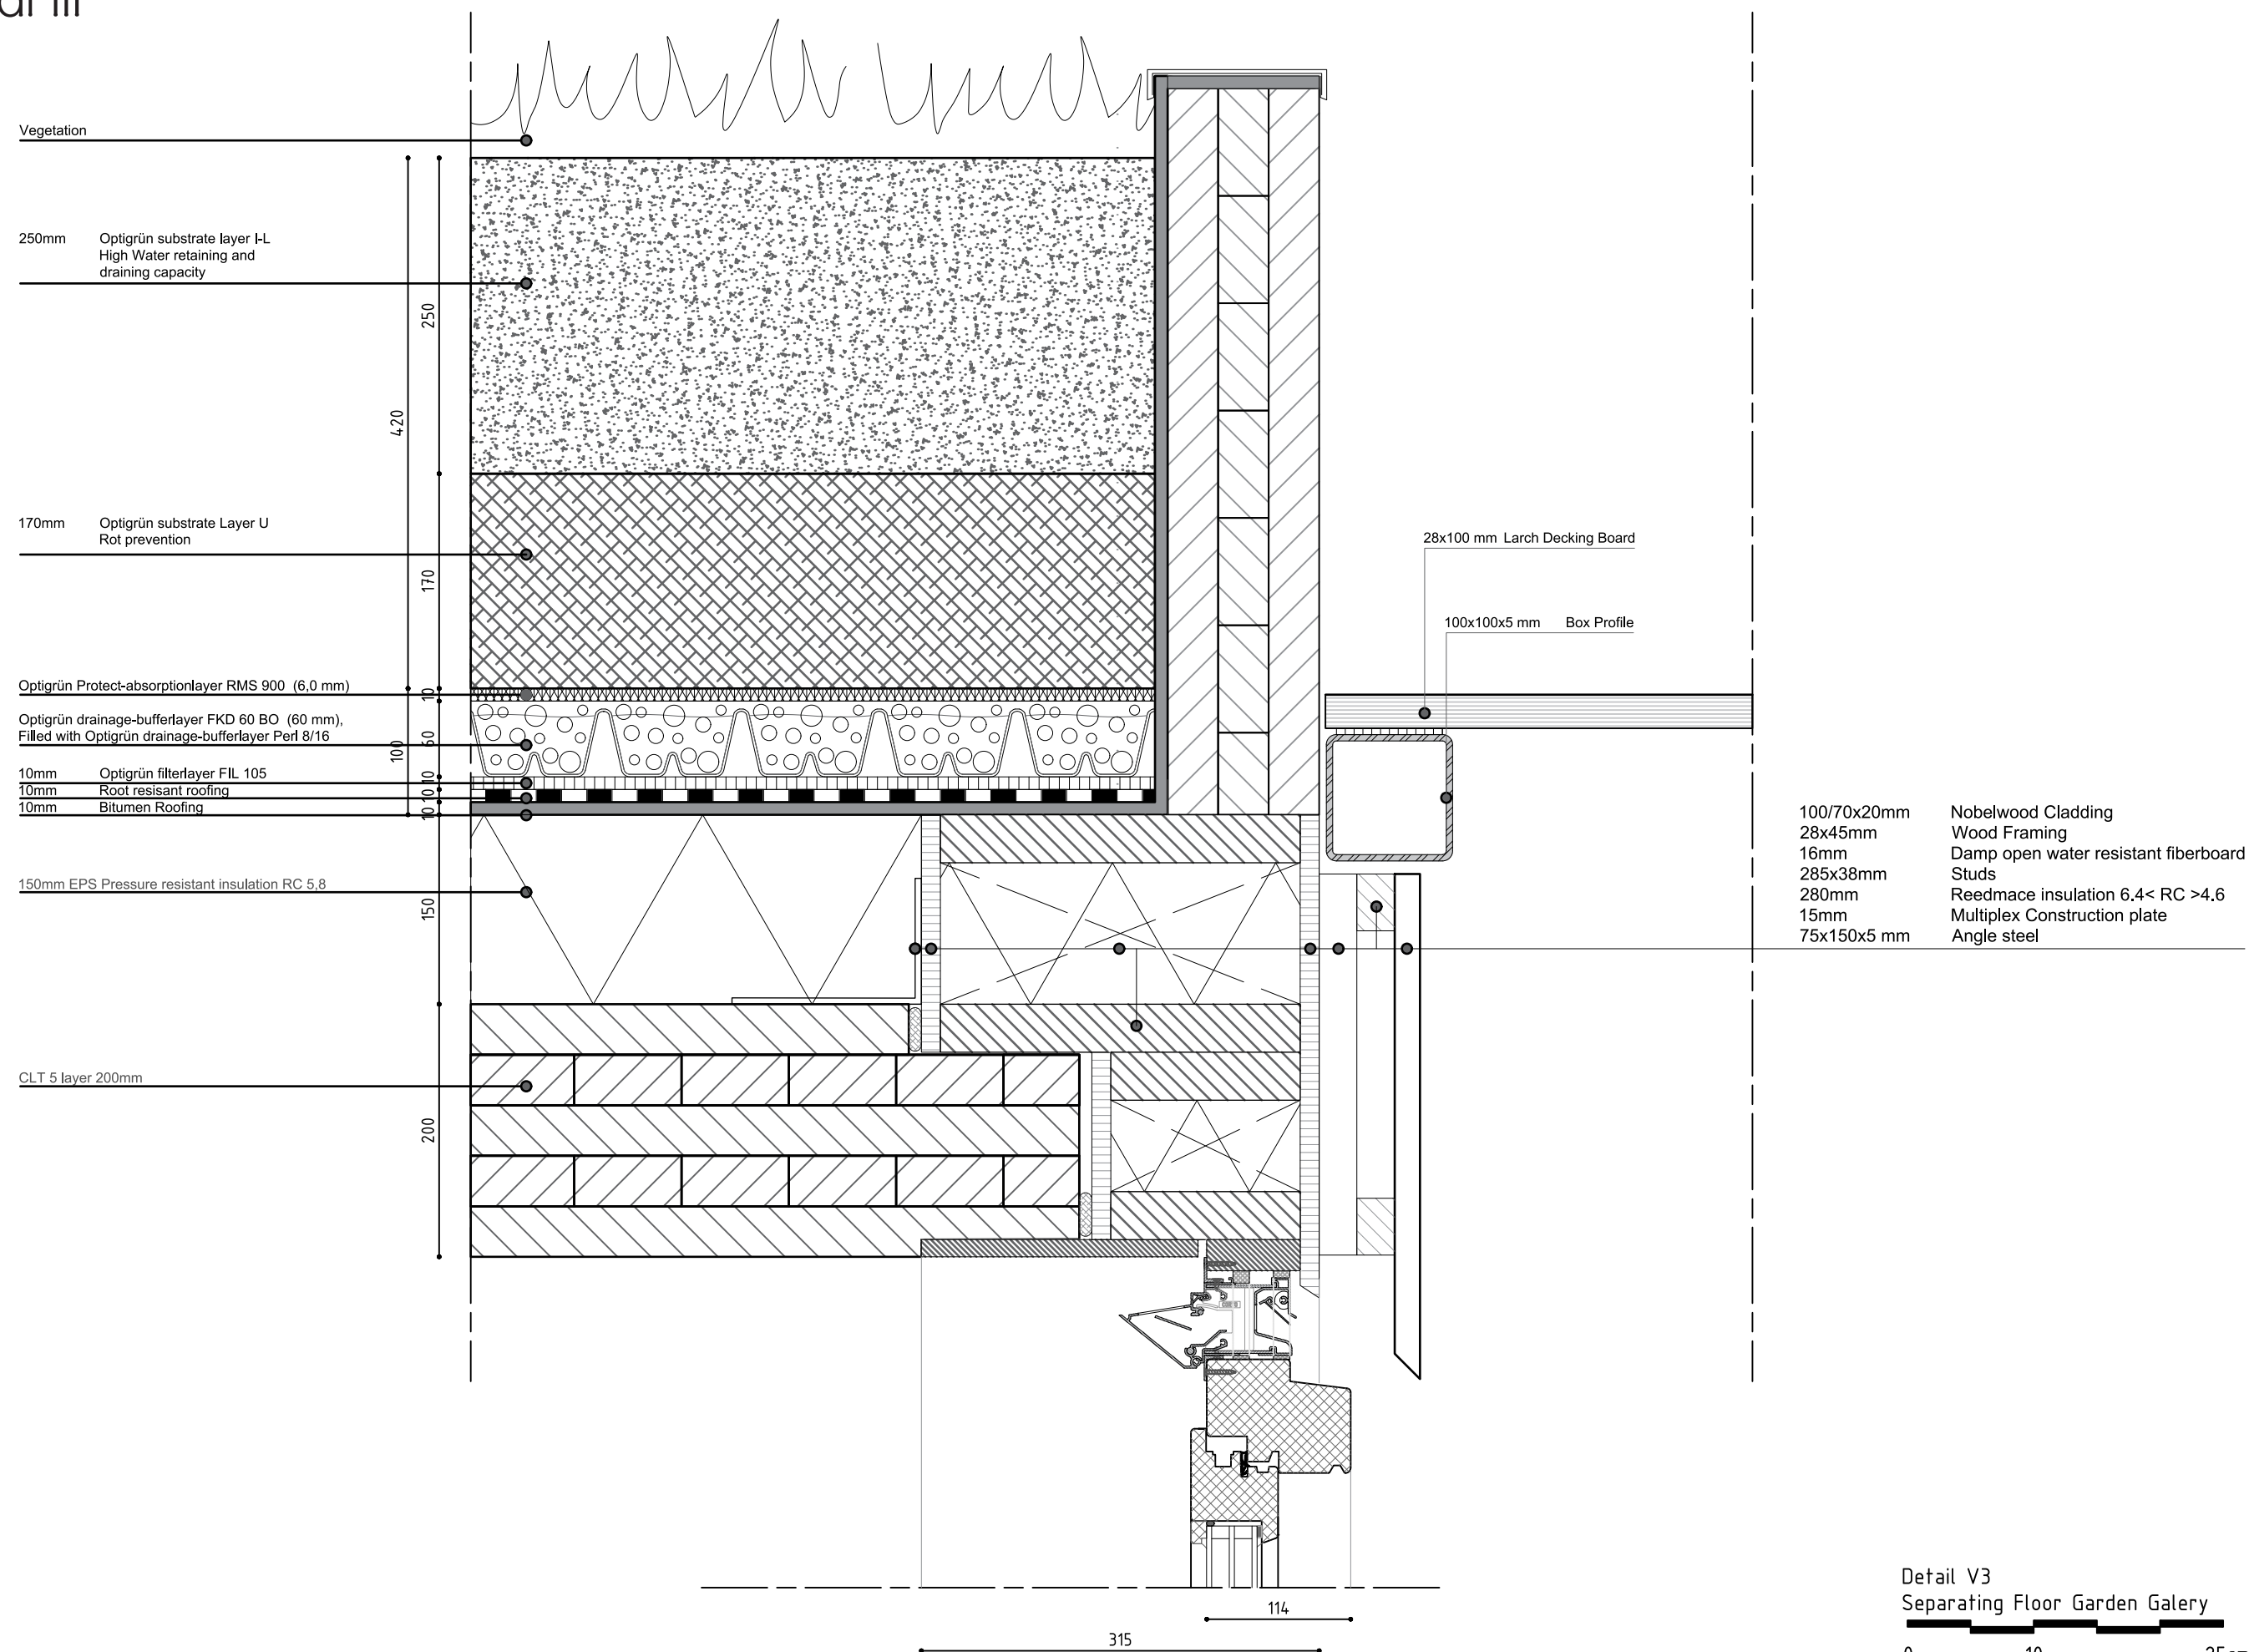 Vegetation
250mm Optigrün substrate layer I-L
High Water retaining and
draining capacity
170mm Optigrün substrate Layer U
Rot prevention
Optigrün Protect-absorptionlayer RMS 900 (6,0 mm)
Optigrün drainage-bufferlayer FKD 60 BO (60 mm),
Filled with Optigrün drainage-bufferlayer Perl 8/16
10mm Optigrün filterlayer FIL 105
10mm Root resisant roofing
10mm Bitumen Roofing
150mm EPS Pressure resistant insulation RC 5,8
CLT 5 layer 200mm
420
100
250
170
10
60
10
10
10
150
200
28x100 mm Larch Decking Board
100x100x5 mm Box Profile
100/70x20mm Nobelwood Cladding
28x45mm Wood Framing
16mm Damp open water resistant fiberboard
285x38mm Studs
280mm Reedmace insulation 6.4< RC >4.6
15mm Multiplex Construction plate
75x150x5 mm Angle steel
114
315
Detail V3
Separating Floor Garden Galery